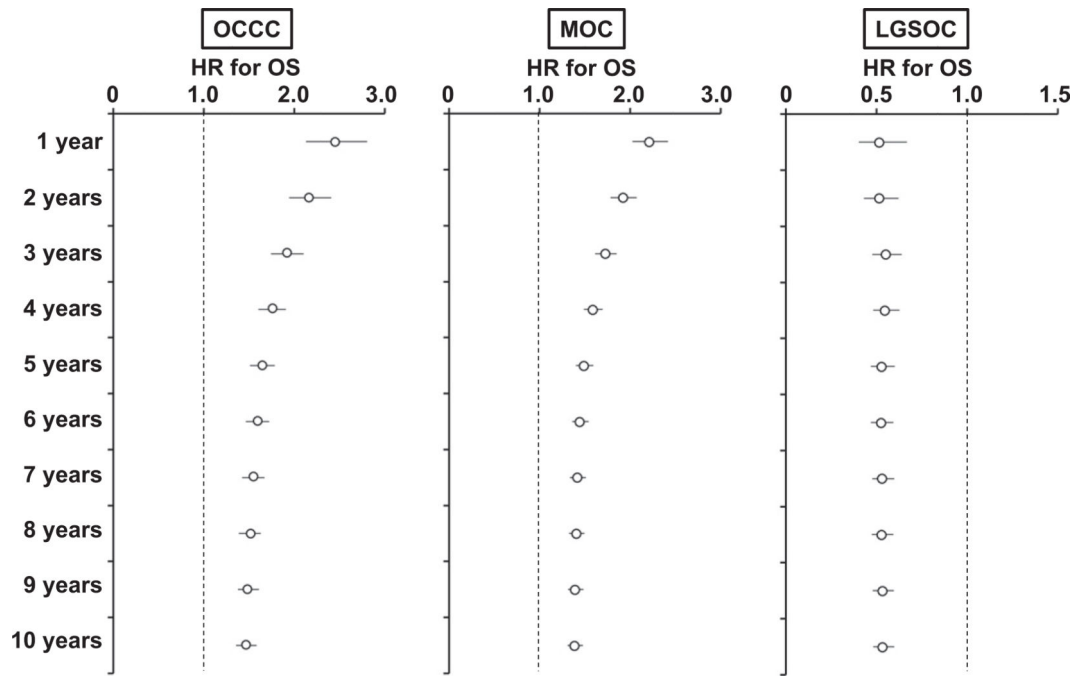 OCCC MOC LGSOC
HR for OS HR for OS HR for OS
0 1.0 2.0 3.0 0 1.0 2.0 3.0 0 0.5 1.0 1.5
1 year
2 years
3 years
4 years
5 years
6 years
7 years
8 years
9 years
10 years